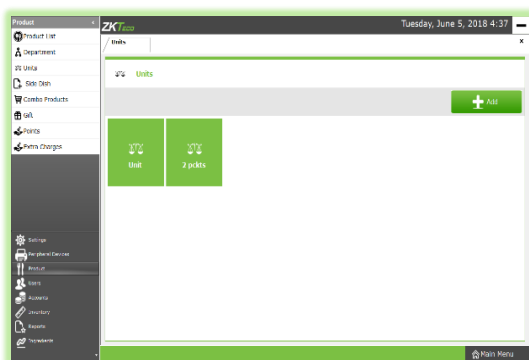 Product
Product List
Department
Units
Side Dish
Combo Products
Gift
Points
Extra Charges
Settings
Peripheral Devices
Product
Users
Accounts
Inventory
Reports
Ingredients
ZKTeco
Tuesday, June 5, 2018 4:37
Units
x
Units
Add
Unit
2 pckts
Main Menu